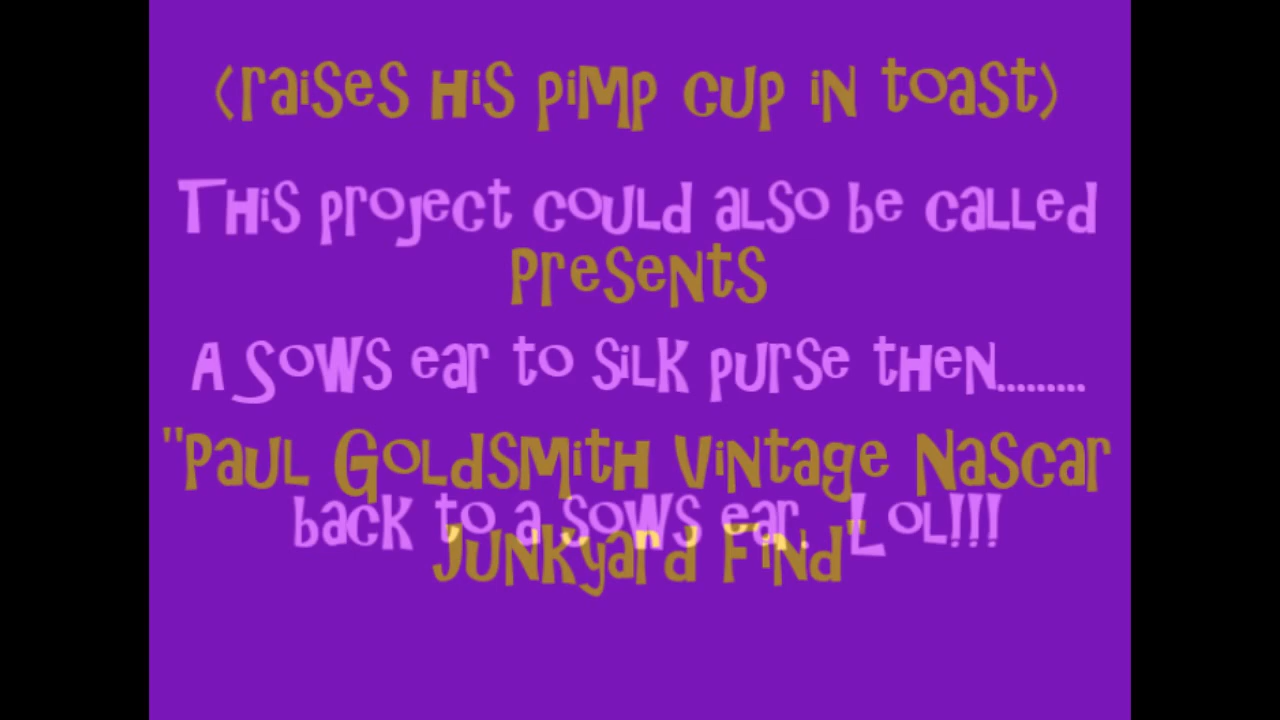 (raises his pimp cup in toast)
This project could also be called
Presents
A Sows ear to silk purse then.........
"Paul Goldsmith Vintage Nascar
back to a sows ear.  Lol!!!
Junkyard Find"